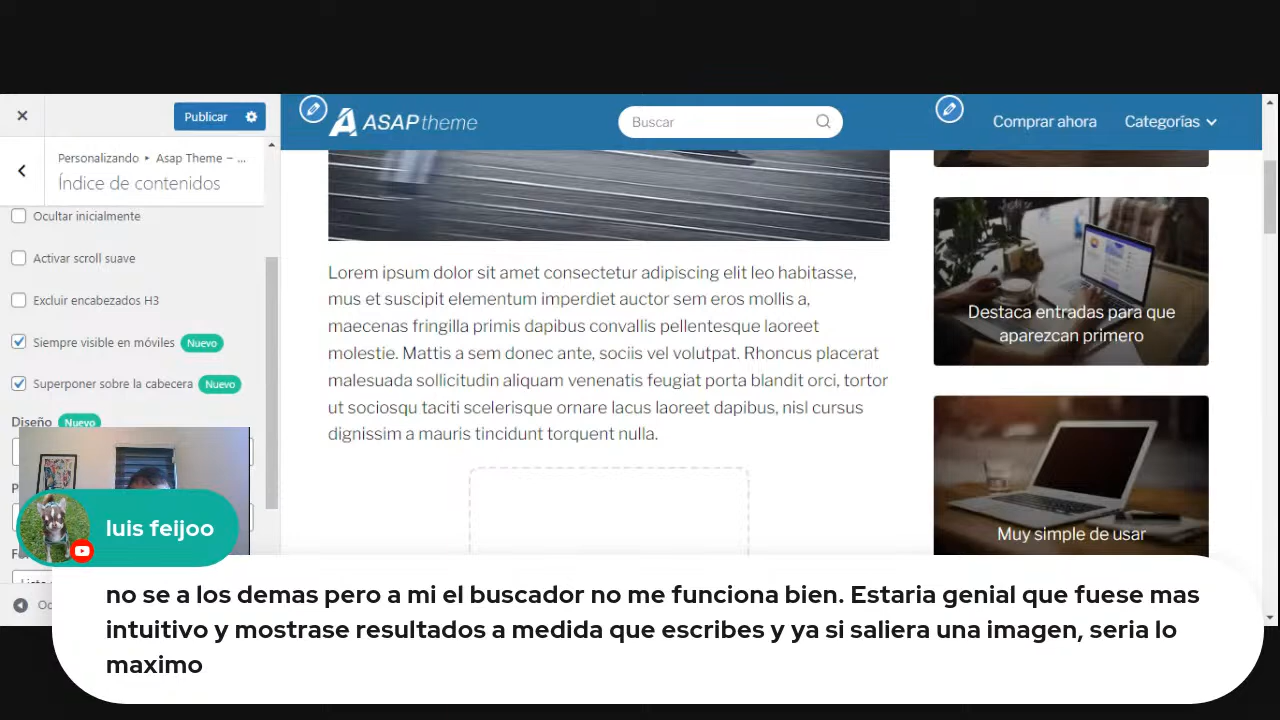 Publicar
Personalizando ▸ Asap Theme – ...
Índice de contenidos
Ocultar inicialmente
Activar scroll suave
Excluir encabezados H3
Siempre visible en móviles Nuevo
Superponer sobre la cabecera Nuevo
Diseño Nuevo
ASAP theme
Buscar
Comprar ahora
Categorías
Lorem ipsum dolor sit amet consectetur adipiscing elit leo habitasse,
mus et suscipit elementum imperdiet auctor sem eros mollis a,
maecenas fringilla primis dapibus convallis pellentesque laoreet
molestie. Mattis a sem donec ante, sociis vel volutpat. Rhoncus placerat
malesuada sollicitudin aliquam venenatis feugiat porta blandit orci, tortor
ut sociosqu taciti scelerisque ornare lacus laoreet dapibus, nisl cursus
dignissim a mauris tincidunt torquent nulla.
Destaca entradas para que
aparezcan primero
Muy simple de usar
luis feijoo
no se a los demas pero a mi el buscador no me funciona bien. Estaria genial que fuese mas
intuitivo y mostrase resultados a medida que escribes y ya si saliera una imagen, seria lo
maximo